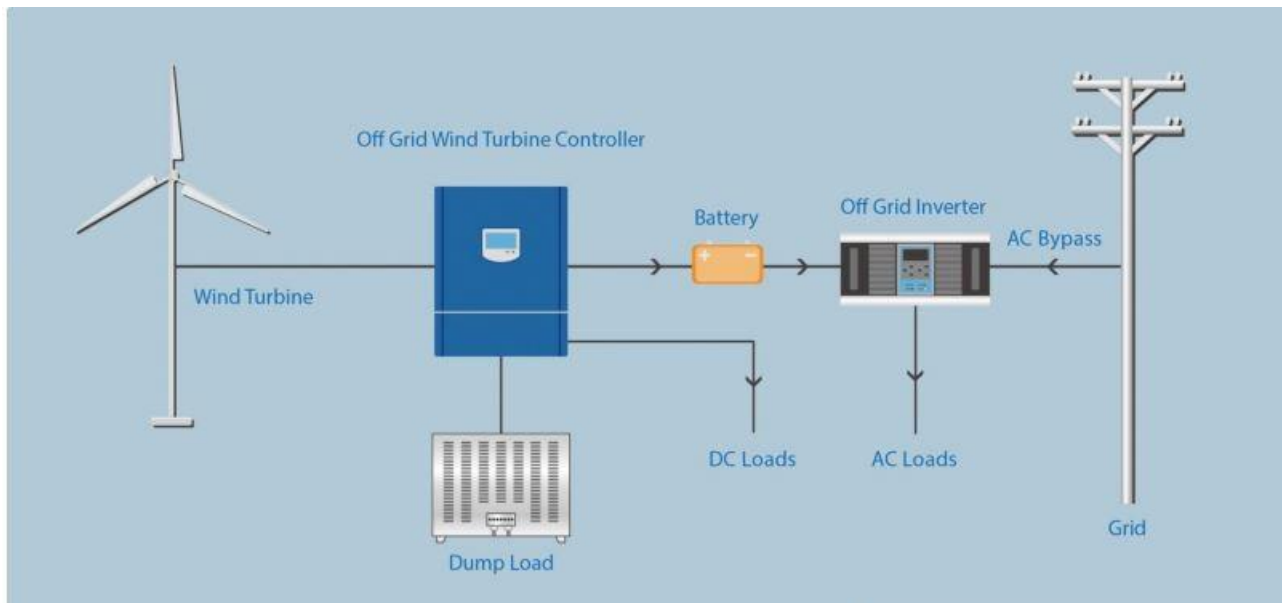 Off Grid Wind Turbine Controller
Battery
Off Grid Inverter
AC Bypass
Wind Turbine
+ −
DC Loads
AC Loads
Grid
Dump Load